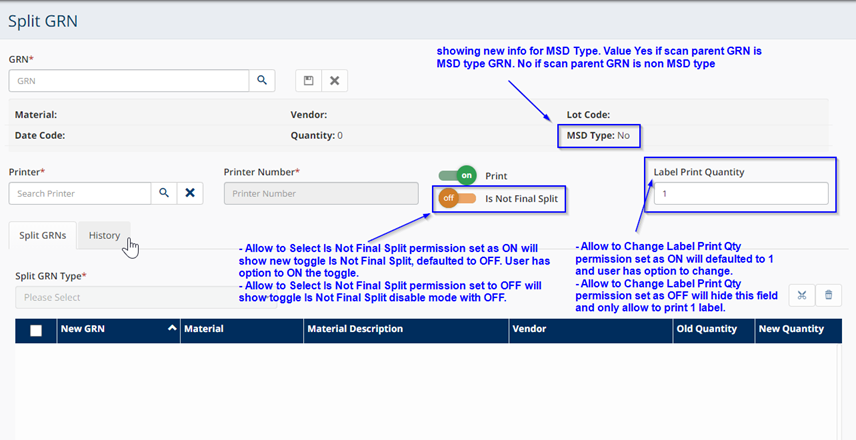 Split GRN
showing new info for MSD Type. Value Yes if scan parent GRN is
MSD type GRN. No if scan parent GRN is non MSD type
GRN*
GRN
Material:
Vendor:
Lot Code:
Date Code:
Quantity: 0
MSD Type: No
Printer*
Printer Number*
on
Print
Label Print Quantity
Search Printer
Printer Number
off
Is Not Final Split
1
Split GRNs
History
- Allow to Select Is Not Final Split permission set as ON will
show new toggle Is Not Final Split, defaulted to OFF. User has
option to ON the toggle.
- Allow to Select Is Not Final Split permission set to OFF will
show toggle Is Not Final Split disable mode with OFF.
- Allow to Change Label Print Qty
permission set as ON will defaulted to 1
and user has option to change.
- Allow to Change Label Print Qty
permission set as OFF will hide this field
and only allow to print 1 label.
Split GRN Type*
Please Select
New GRN
Material
Material Description
Vendor
Old Quantity
New Quantity